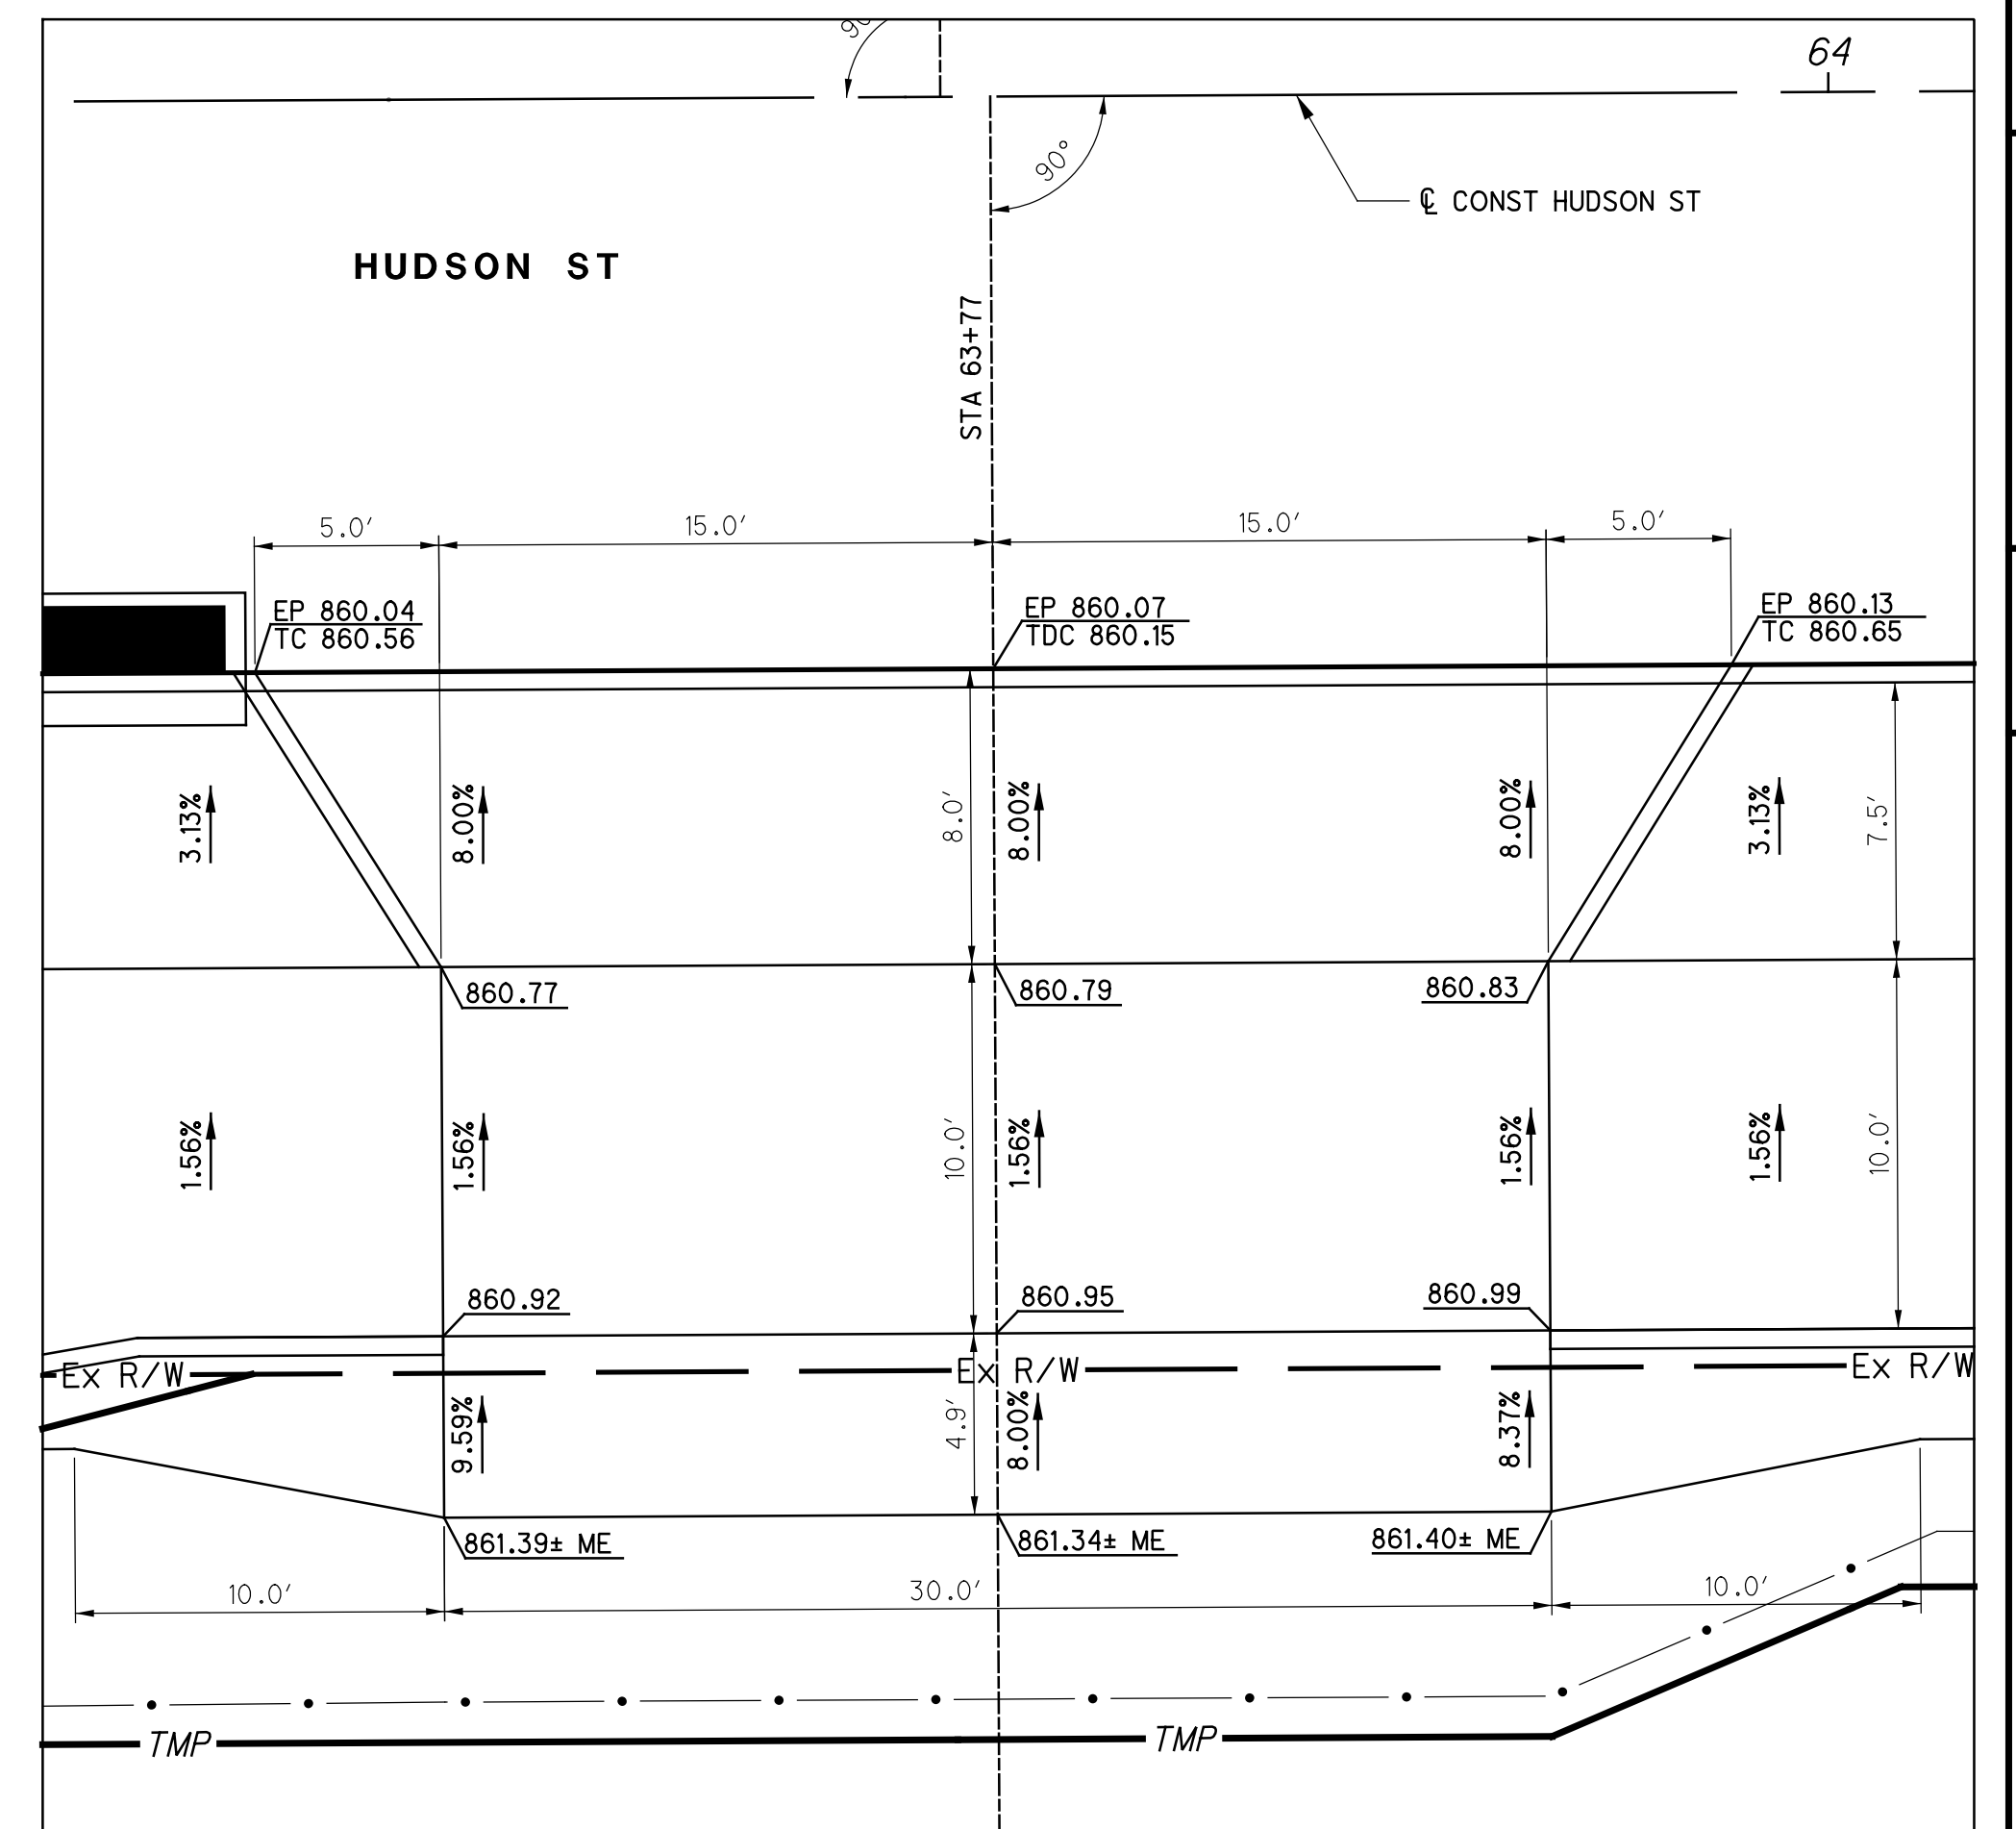 64
90°
℄ CONST HUDSON ST
HUDSON ST
STA 63+77
5.0'
15.0'
15.0'
5.0'
EP 860.04
TC 860.56
EP 860.07
TDC 860.15
EP 860.13
TC 860.65
3.13%
8.00%
8.0'
8.00%
8.00%
3.13%
7.5'
860.77
860.79
860.83
1.56%
1.56%
10.0'
1.56%
1.56%
1.56%
10.0'
860.92
860.95
860.99
Ex R/W
Ex R/W
Ex R/W
9.59%
4.9'
8.00%
8.37%
861.39± ME
861.34± ME
861.40± ME
10.0'
30.0'
10.0'
TMP
TMP